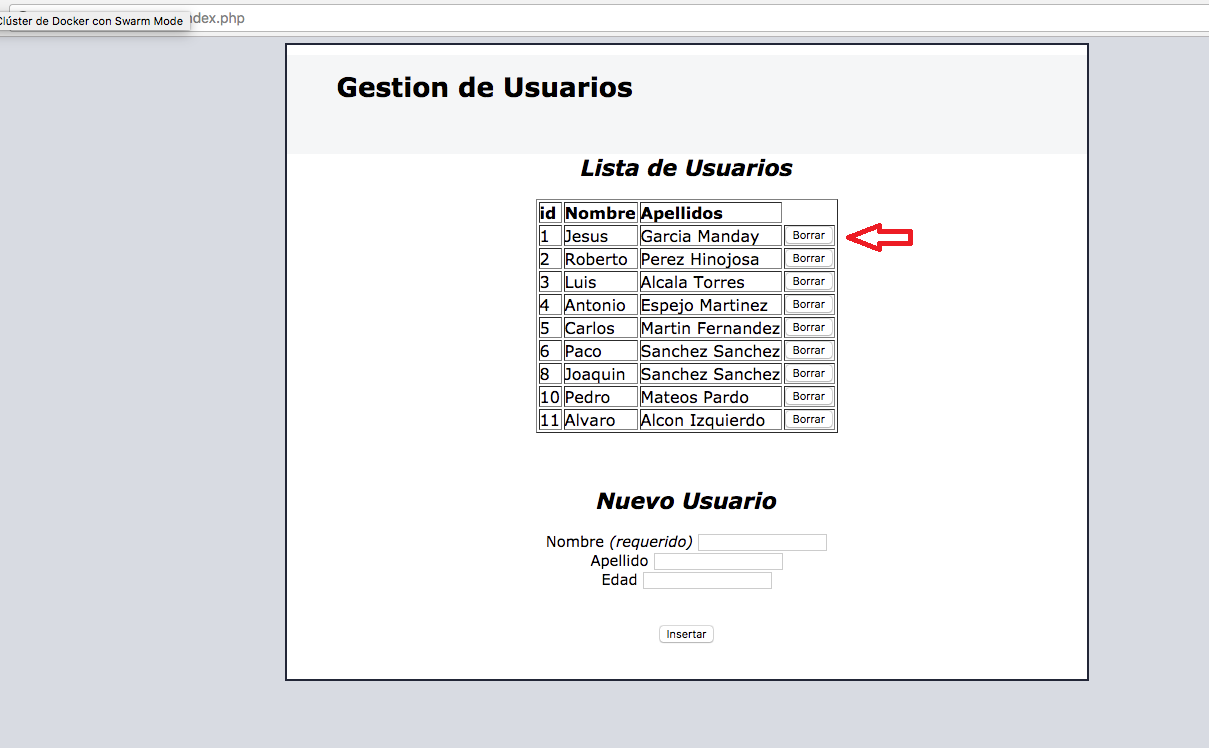 Clúster de Docker con Swarm Mode
ndex.php
Gestion de Usuarios
Lista de Usuarios
id Nombre Apellidos
1 Jesus Garcia Manday Borrar
2 Roberto Perez Hinojosa Borrar
3 Luis Alcala Torres Borrar
4 Antonio Espejo Martinez Borrar
5 Carlos Martin Fernandez Borrar
6 Paco Sanchez Sanchez Borrar
8 Joaquin Sanchez Sanchez Borrar
10 Pedro Mateos Pardo Borrar
11 Alvaro Alcon Izquierdo Borrar
Nuevo Usuario
Nombre (requerido)
Apellido
Edad
Insertar